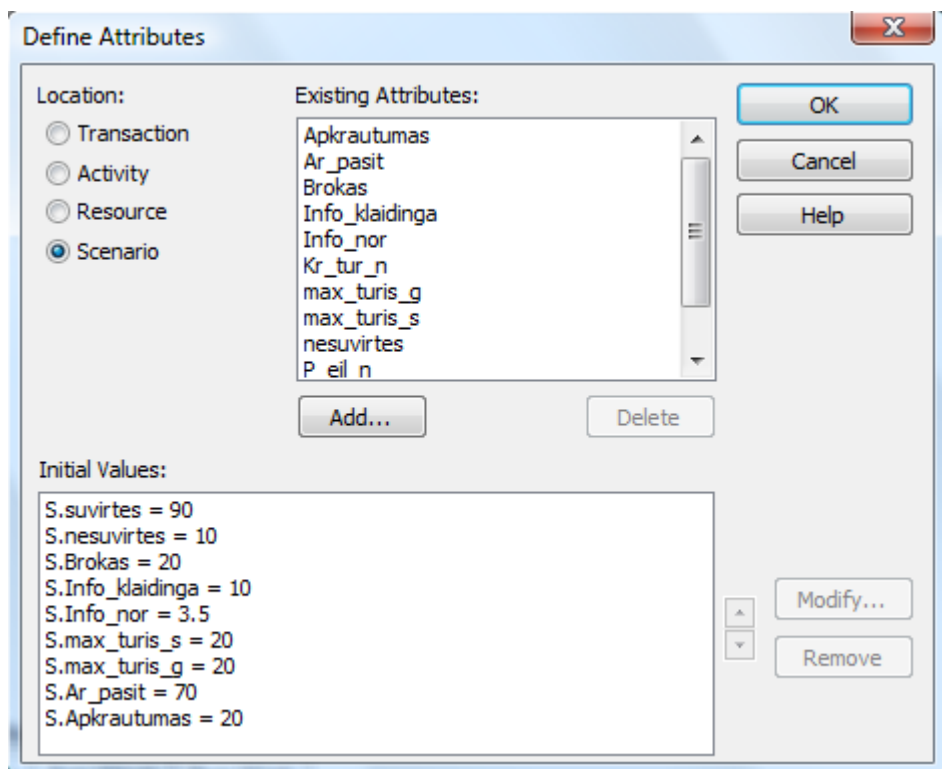 Define Attributes
Location:
Transaction
Activity
Resource
Scenario
Existing Attributes:
Apkrautumas
Ar_pasit
Brokas
Info_klaidinga
Info_nor
Kr_tur_n
max_turis_g
max_turis_s
nesuvirtes
P_eil_n
Add...
Delete
OK
Cancel
Help
Initial Values:
S.suvirtes = 90
S.nesuvirtes = 10
S.Brokas = 20
S.Info_klaidinga = 10
S.Info_nor = 3.5
S.max_turis_s = 20
S.max_turis_g = 20
S.Ar_pasit = 70
S.Apkrautumas = 20
Modify...
Remove